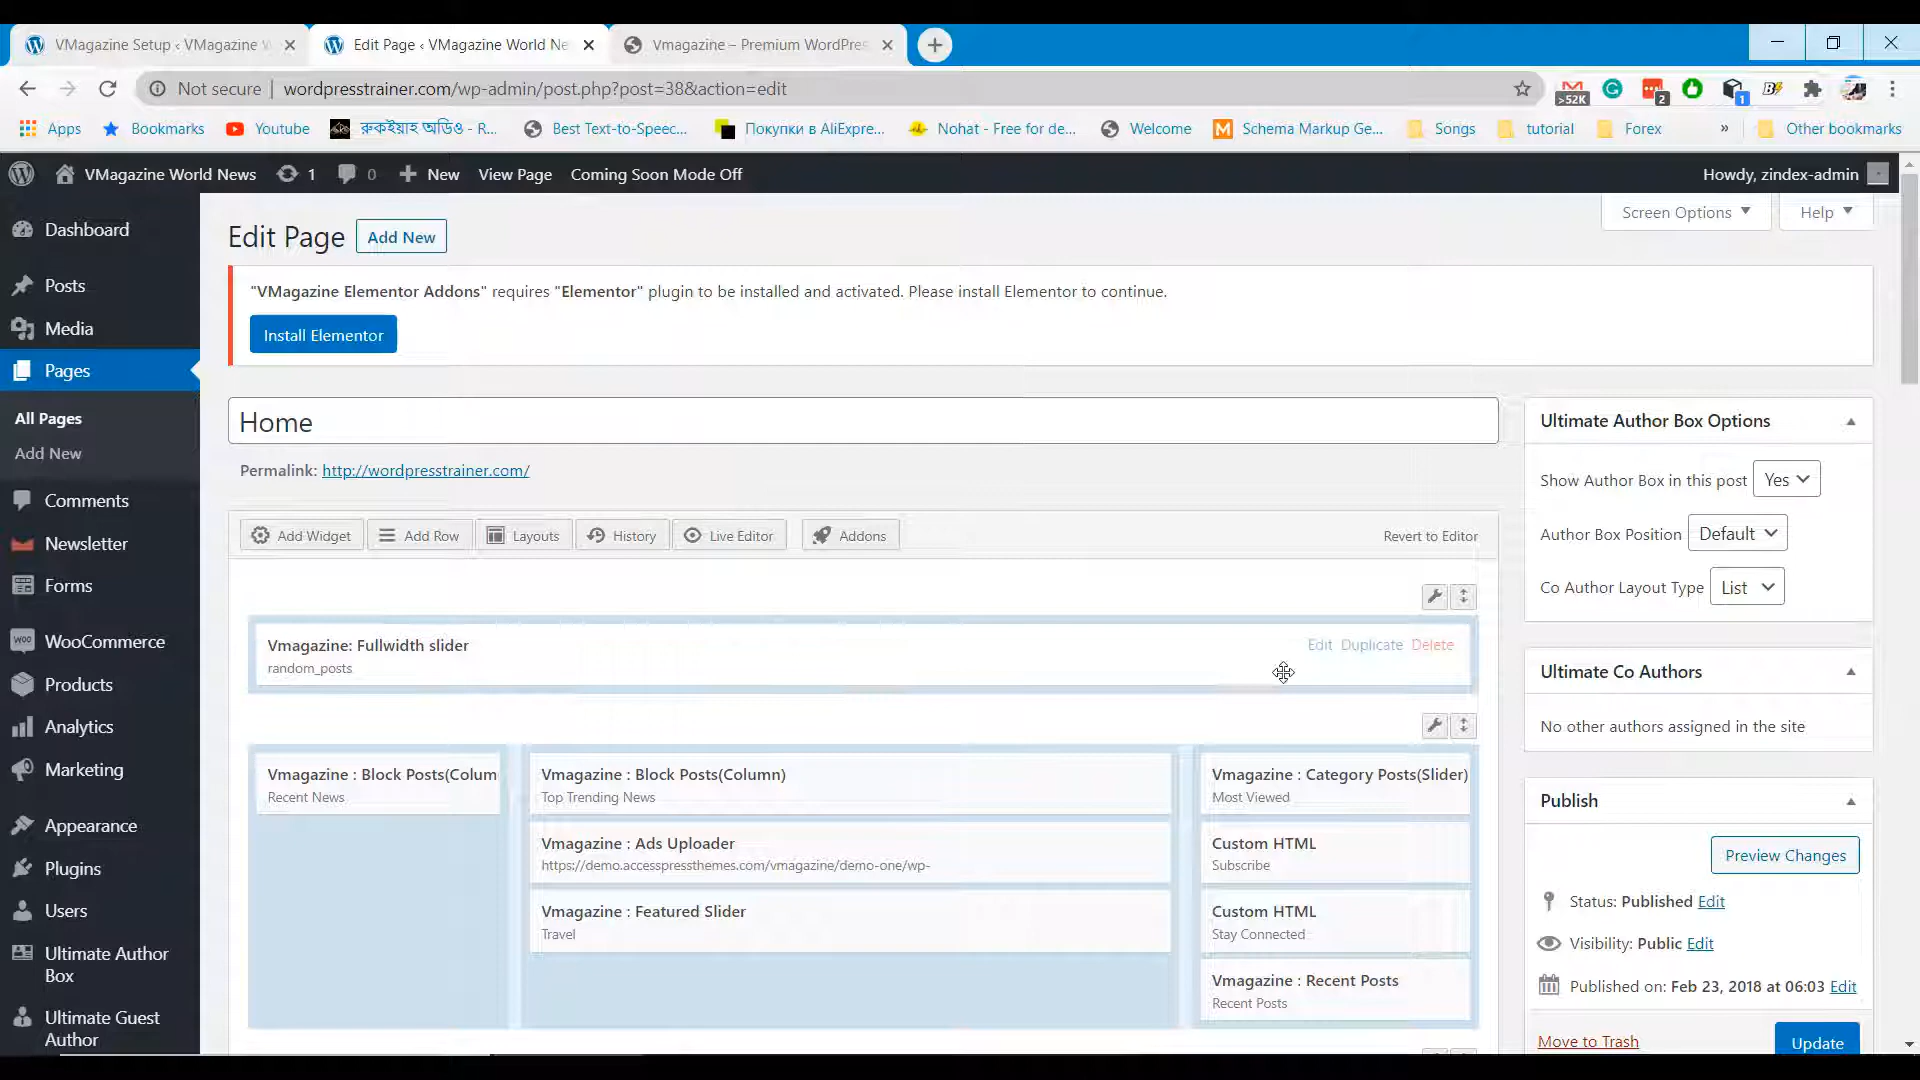 VMagazine Setup ‹ VMagazine W
Edit Page ‹ VMagazine World Ne
Vmagazine – Premium WordPres
Not secure | wordpresstrainer.com/wp-admin/post.php?post=38&action=edit
>52K
2
1
Apps
Bookmarks
Youtube
রুকইয়াহ অডিও - R...
Best Text-to-Speec...
Покупки в AliExpre...
Nohat - Free for de...
Welcome
Schema Markup Ge...
Songs
tutorial
Forex
»
Other bookmarks
VMagazine World News
1
0
New
View Page
Coming Soon Mode Off
Howdy, zindex-admin
Dashboard
Posts
Media
Pages
All Pages
Add New
Comments
Newsletter
Forms
WooCommerce
Products
Analytics
Marketing
Appearance
Plugins
Users
Ultimate Author
Box
Ultimate Guest
Author
Screen Options
Help
Edit Page
Add New
"VMagazine Elementor Addons" requires "Elementor" plugin to be installed and activated. Please install Elementor to continue.
Install Elementor
Home
Permalink: http://wordpresstrainer.com/
Add Widget
Add Row
Layouts
History
Live Editor
Addons
Revert to Editor
Vmagazine: Fullwidth slider
random_posts
Edit Duplicate Delete
Vmagazine : Block Posts(Colum
Recent News
Vmagazine : Block Posts(Column)
Top Trending News
Vmagazine : Ads Uploader
https://demo.accesspressthemes.com/vmagazine/demo-one/wp-
Vmagazine : Featured Slider
Travel
Vmagazine : Category Posts(Slider)
Most Viewed
Custom HTML
Subscribe
Custom HTML
Stay Connected
Vmagazine : Recent Posts
Recent Posts
Ultimate Author Box Options
Show Author Box in this post Yes
Author Box Position Default
Co Author Layout Type List
Ultimate Co Authors
No other authors assigned in the site
Publish
Preview Changes
Status: Published Edit
Visibility: Public Edit
Published on: Feb 23, 2018 at 06:03 Edit
Move to Trash
Update